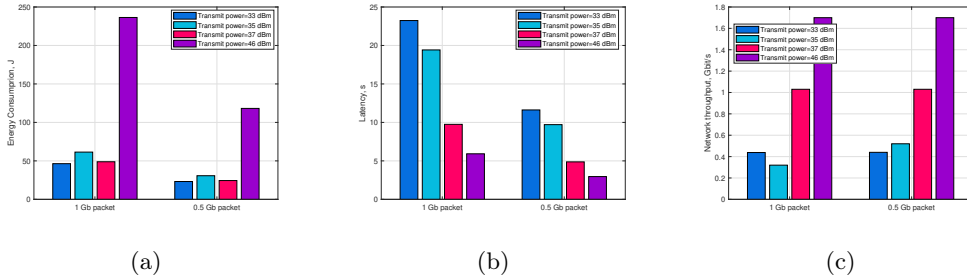 250
200
150
100
50
0
Energy Consumprion, J
1 Gb packet
0.5 Gb packet
Transmit power=33 dBm
Transmit power=35 dBm
Transmit power=37 dBm
Transmit power=46 dBm
(a)
25
20
15
10
5
0
Latency, s
1 Gb packet
0.5 Gb packet
Transmit power=33 dBm
Transmit power=35 dBm
Transmit power=37 dBm
Transmit power=46 dBm
(b)
1.8
1.6
1.4
1.2
1
0.8
0.6
0.4
0.2
0
Network throughput, Gbit/s
1 Gb packet
0.5 Gb packet
Transmit power=33 dBm
Transmit power=35 dBm
Transmit power=37 dBm
Transmit power=46 dBm
(c)